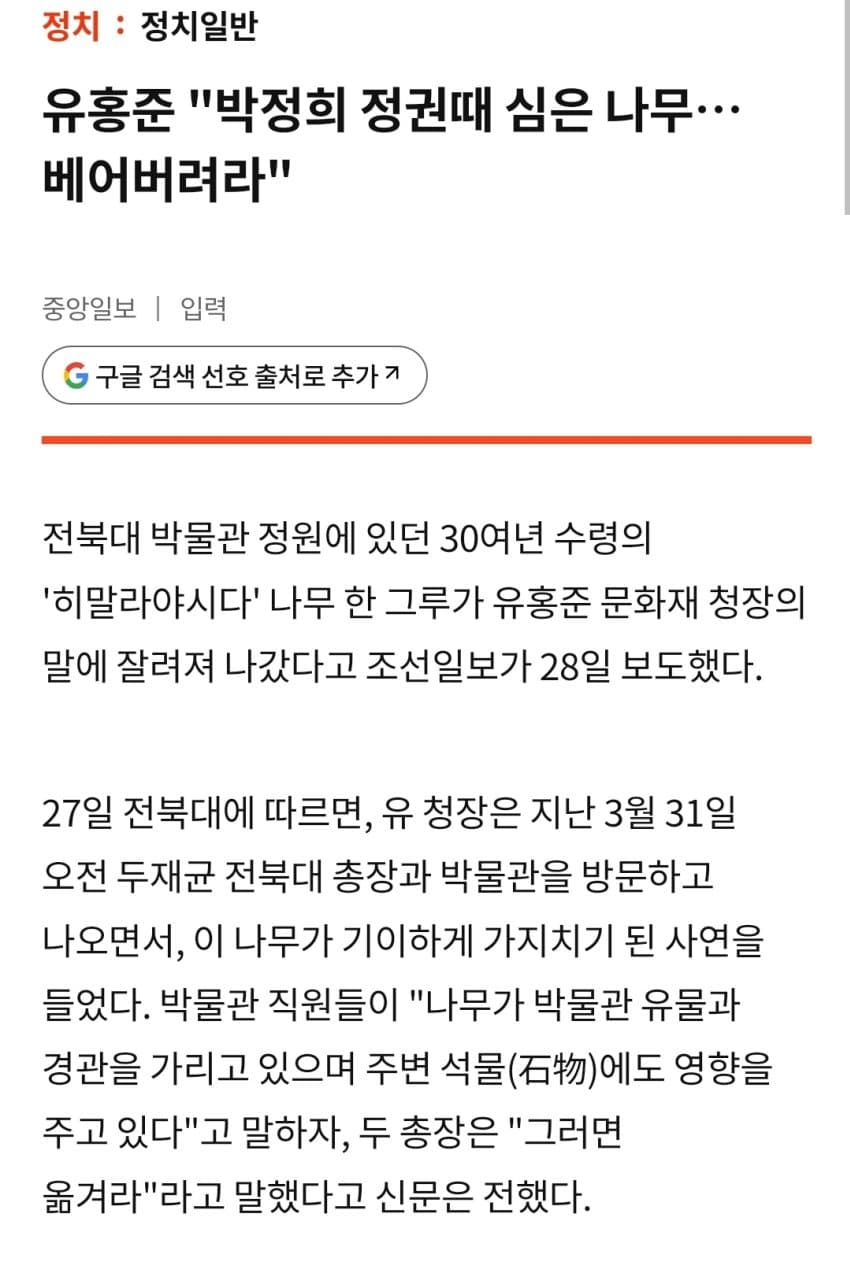 정치 : 정치일반
유홍준 "박정희 정권때 심은 나무…
베어버려라"
중앙일보 | 입력
구글 검색 선호 출처로 추가
전북대 박물관 정원에 있던 30여년 수령의
'히말라야시다' 나무 한 그루가 유홍준 문화재 청장의
말에 잘려져 나갔다고 조선일보가 28일 보도했다.
27일 전북대에 따르면, 유 청장은 지난 3월 31일
오전 두재균 전북대 총장과 박물관을 방문하고
나오면서, 이 나무가 기이하게 가지치기 된 사연을
들었다. 박물관 직원들이 "나무가 박물관 유물과
경관을 가리고 있으며 주변 석물(石物)에도 영향을
주고 있다"고 말하자, 두 총장은 "그러면
옮겨라"라고 말했다고 신문은 전했다.